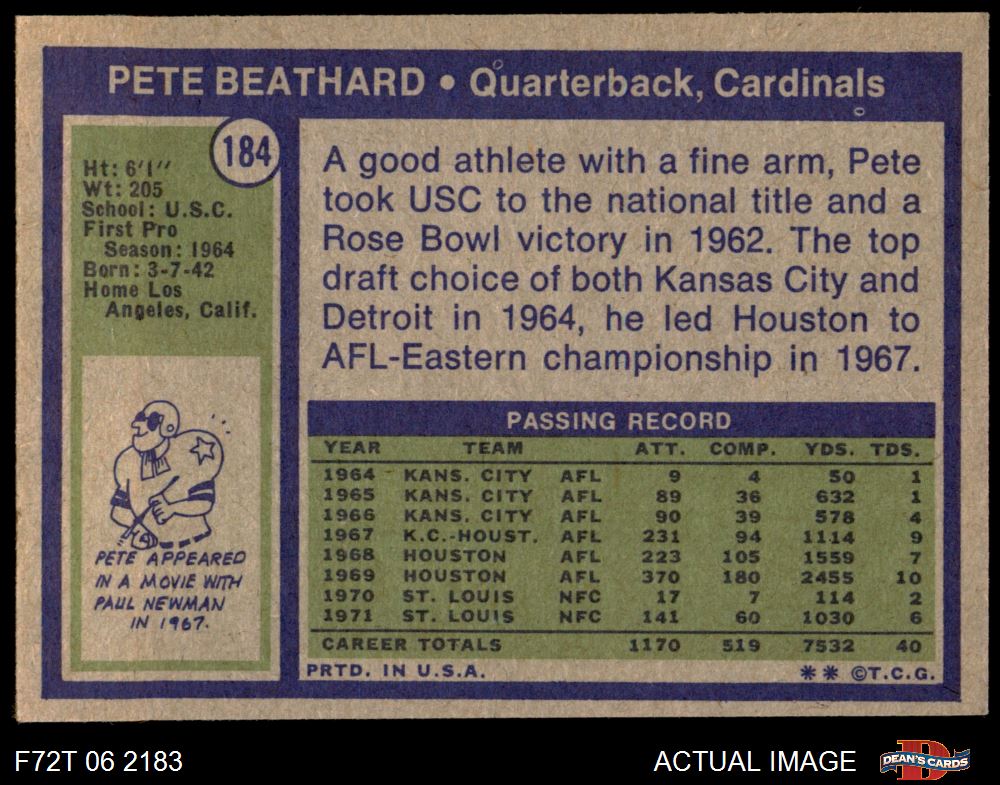 PETE BEATHARD • Quarterback, Cardinals
184
Ht: 6'1"
Wt: 205
School: U.S.C.
First Pro
Season: 1964
Born: 3-7-42
Home Los
Angeles, Calif.
PETE APPEARED
IN A MOVIE WITH
PAUL NEWMAN
IN 1967.
A good athlete with a fine arm, Pete
took USC to the national title and a
Rose Bowl victory in 1962. The top
draft choice of both Kansas City and
Detroit in 1964, he led Houston to
AFL-Eastern championship in 1967.
PASSING RECORD
YEAR TEAM ATT. COMP. YDS. TDS.
1964 KANS. CITY AFL 9 4 50 1
1965 KANS. CITY AFL 89 36 632 1
1966 KANS. CITY AFL 90 39 578 4
1967 K.C.-HOUST. AFL 231 94 1114 9
1968 HOUSTON AFL 223 105 1559 7
1969 HOUSTON AFL 370 180 2455 10
1970 ST. LOUIS NFC 17 7 114 2
1971 ST. LOUIS NFC 141 60 1030 6
CAREER TOTALS 1170 519 7532 40
PRTD. IN U.S.A. ** ©T.C.G.
F72T 06 2183 ACTUAL IMAGE D DEAN'S CARDS